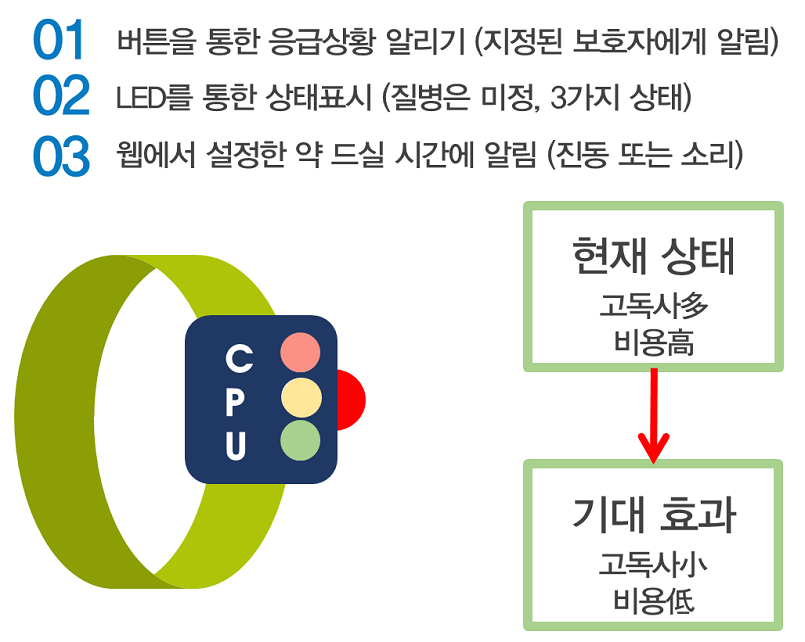 01 버튼을 통한 응급상황 알리기 (지정된 보호자에게 알림)
02 LED를 통한 상태표시 (질병은 미정, 3가지 상태)
03 웹에서 설정한 약 드실 시간에 알림 (진동 또는 소리)
C
P
U
현재 상태
고독사多
비용高
기대 효과
고독사小
비용低